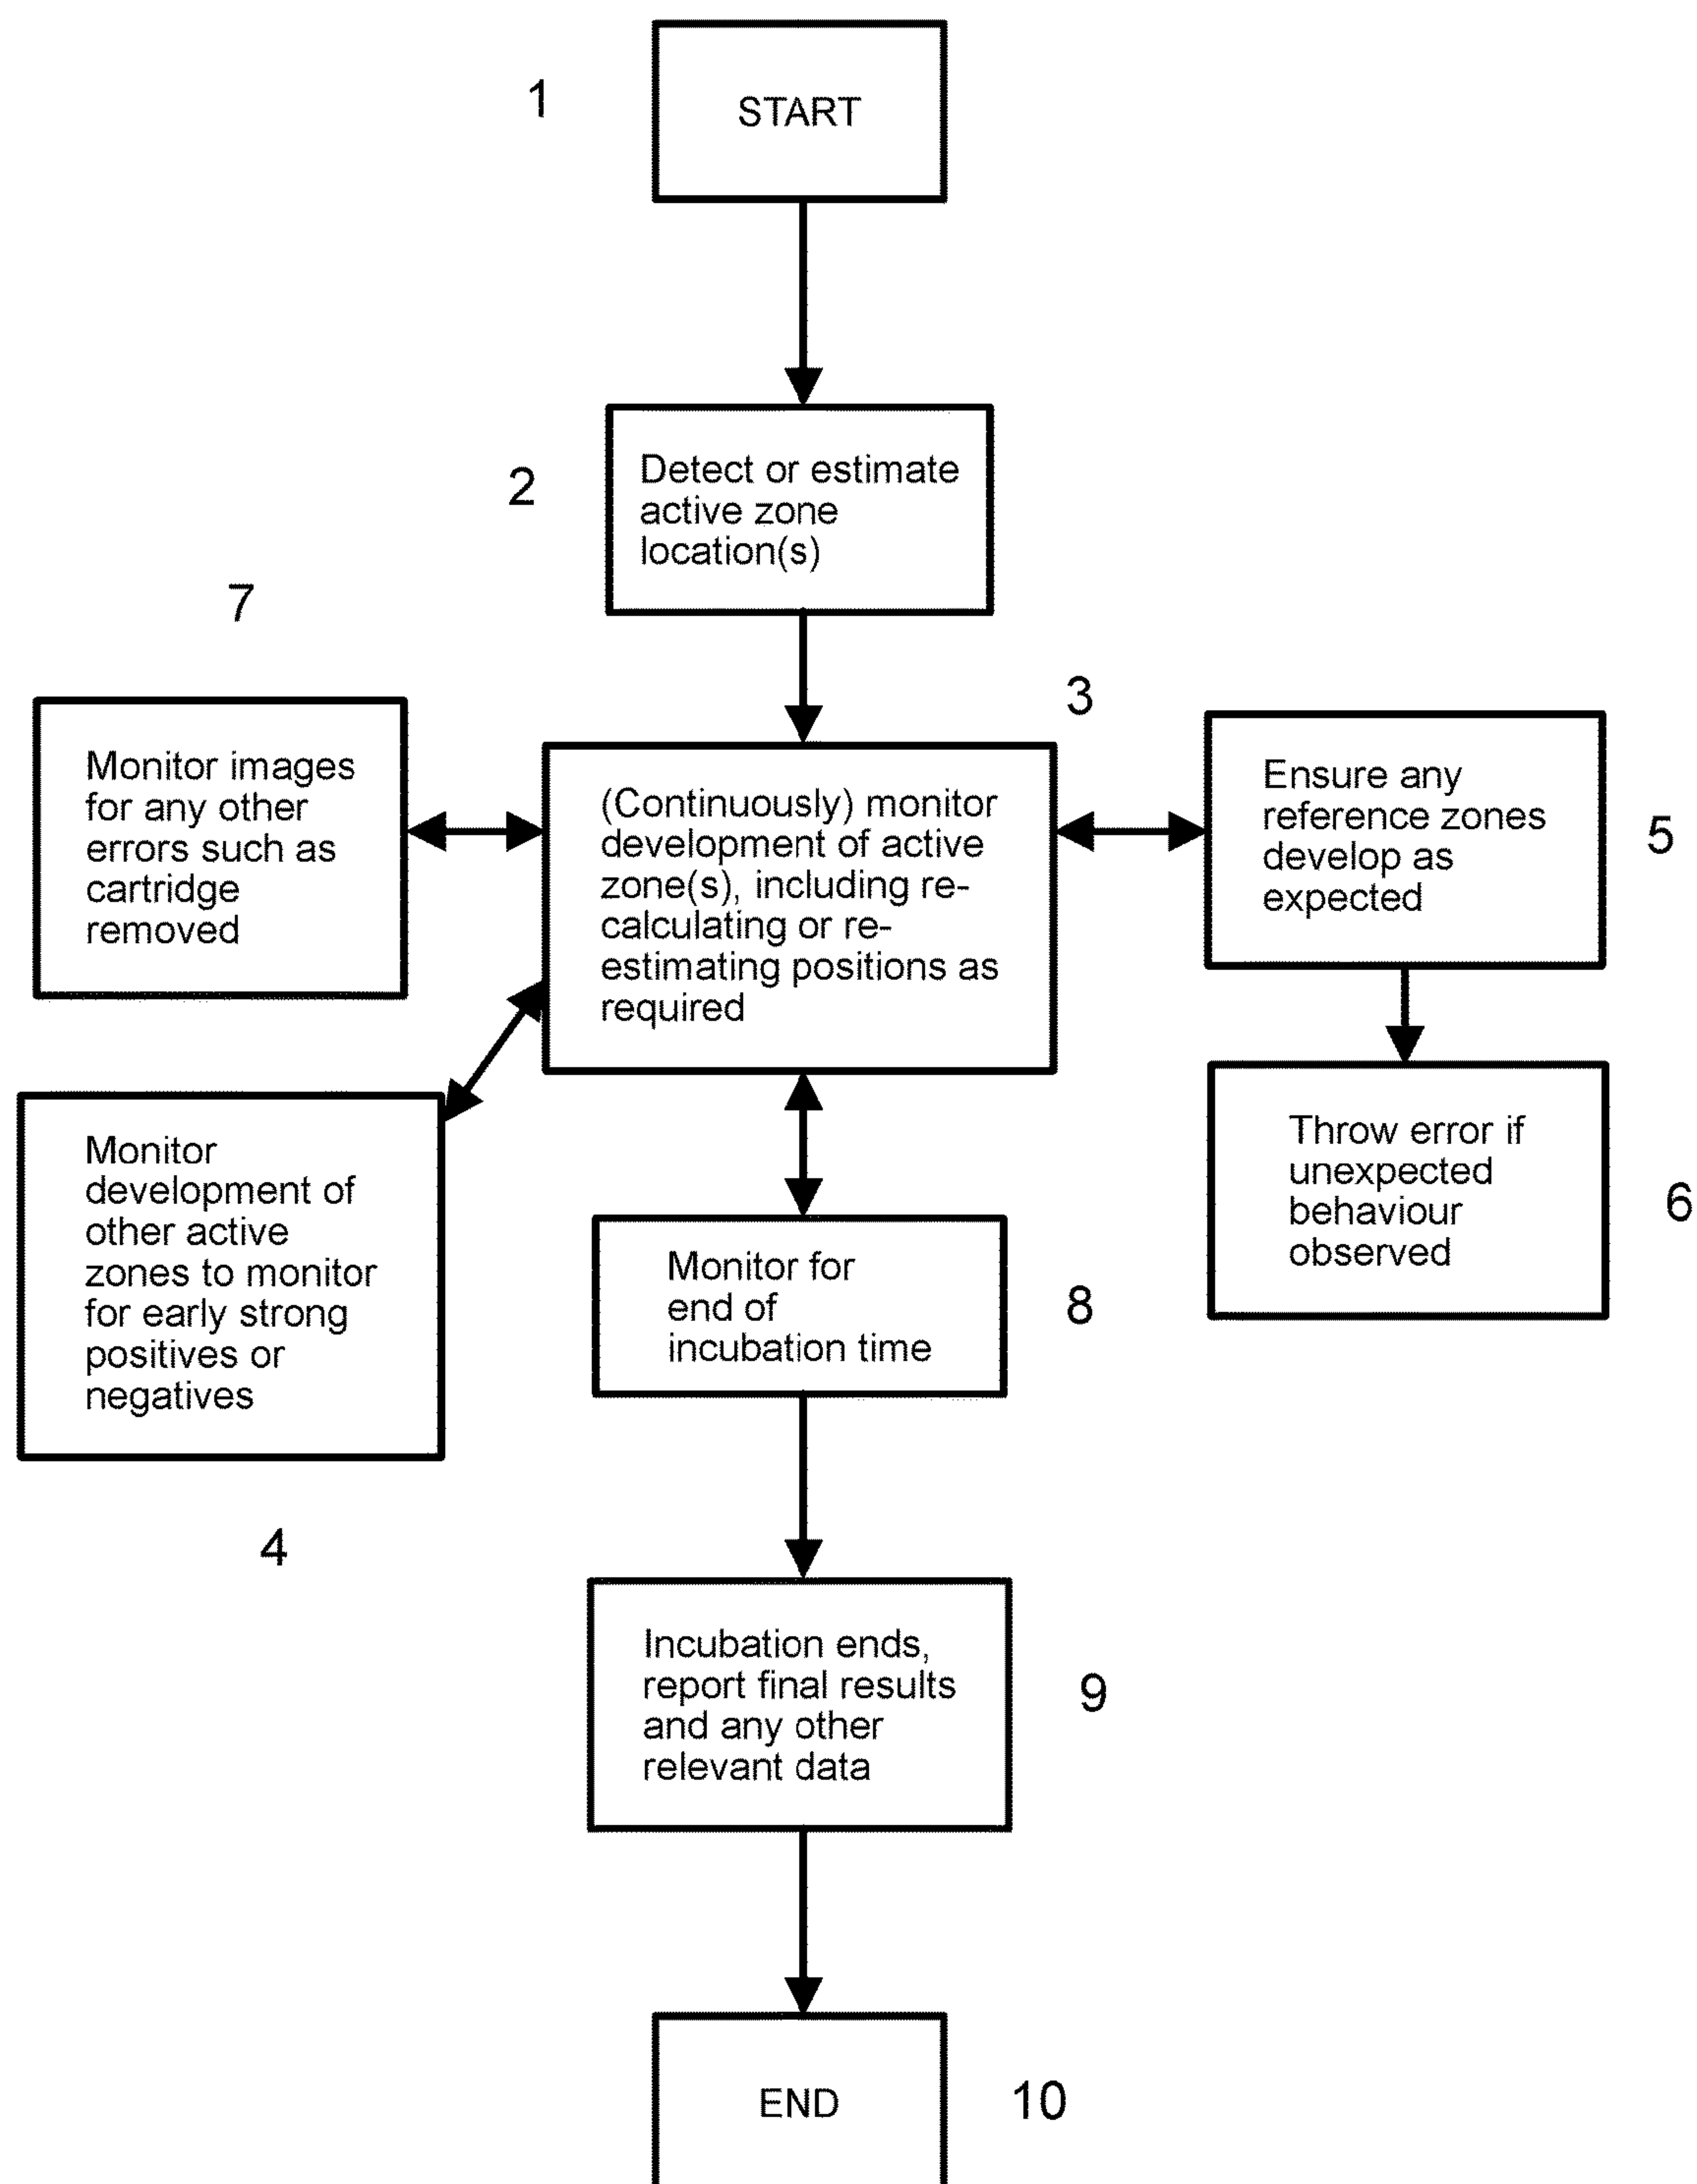 1
START
2
Detect or estimate
active zone
location(s)
7
Monitor images
for any other
errors such as
cartridge
removed
3
(Continuously) monitor
development of active
zone(s), including re-
calculating or re-
estimating positions as
required
Ensure any
reference zones
develop as
expected
5
Monitor
development of
other active
zones to monitor
for early strong
positives or
negatives
4
Throw error if
unexpected
behaviour
observed
6
Monitor for
end of
incubation time
8
Incubation ends,
report final results
and any other
relevant data
9
END
10